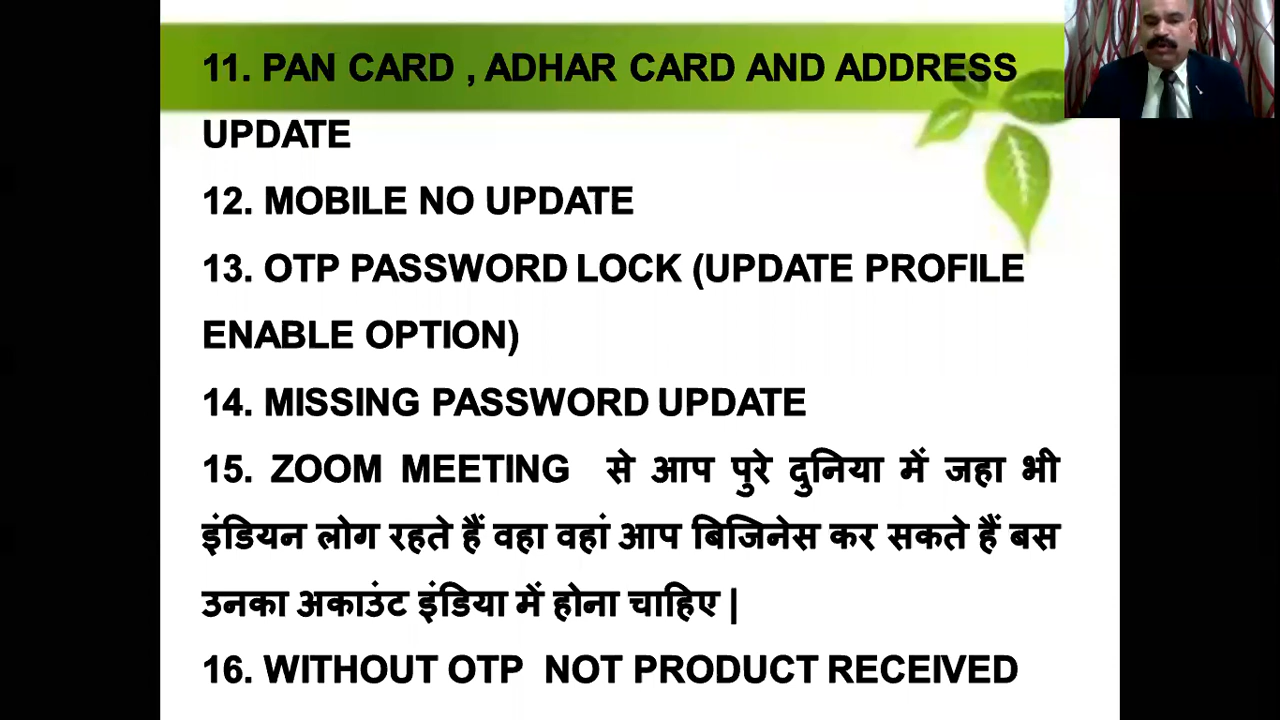 11. PAN CARD , ADHAR CARD AND ADDRESS
UPDATE
12. MOBILE NO UPDATE
13. OTP PASSWORD LOCK (UPDATE PROFILE
ENABLE OPTION)
14. MISSING PASSWORD UPDATE
15. ZOOM MEETING से आप पुरे दुनिया में जहा भी
इंडियन लोग रहते हैं वहा वहां आप बिजिनेस कर सकते हैं बस
उनका अकाउंट इंडिया में होना चाहिए |
16. WITHOUT OTP NOT PRODUCT RECEIVED